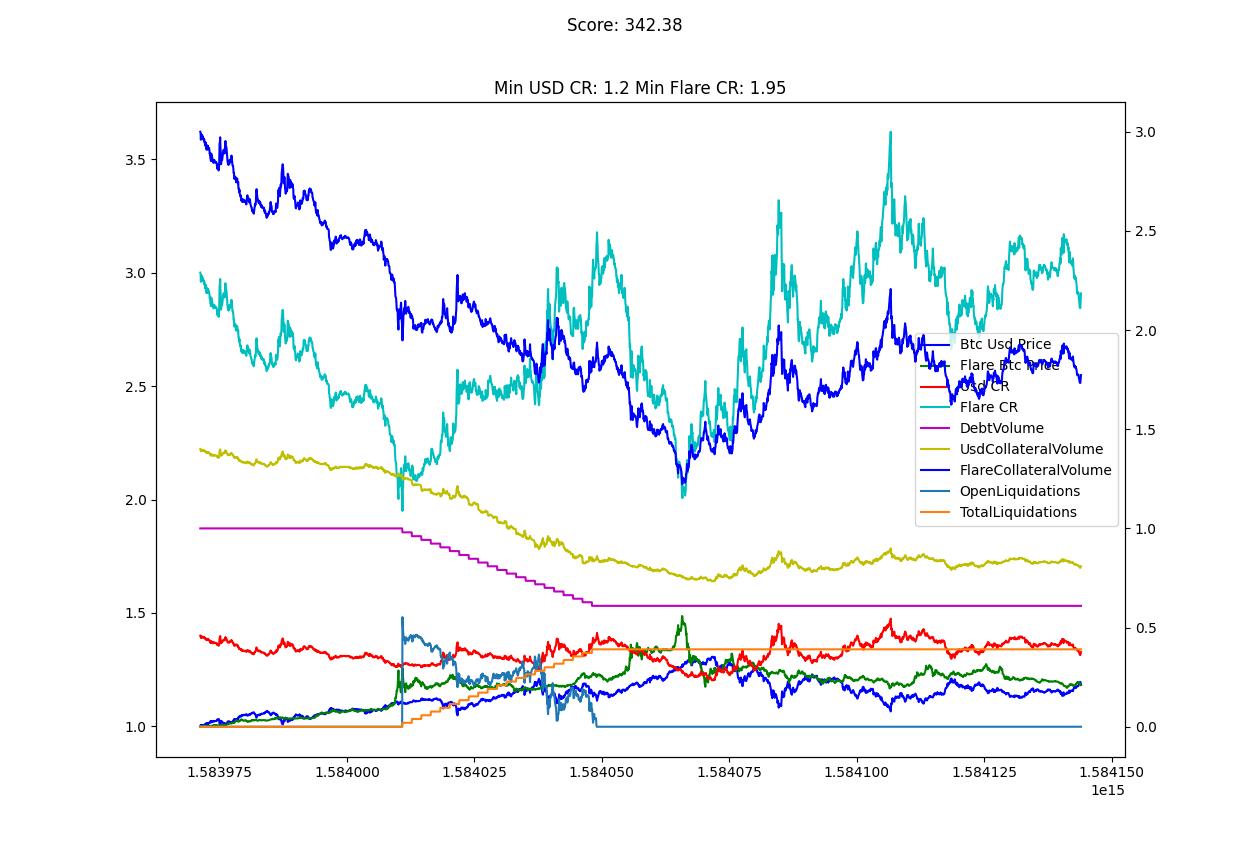 Score: 342.38
Min USD CR: 1.2 Min Flare CR: 1.95
3.5
3.0
2.5
2.0
1.5
1.0
3.0
2.5
2.0
1.5
1.0
0.5
0.0
Btc Usd Price
Flare Btc Price
Usd CR
Flare CR
DebtVolume
UsdCollateralVolume
FlareCollateralVolume
OpenLiquidations
TotalLiquidations
1.583975 1.584000 1.584025 1.584050 1.584075 1.584100 1.584125 1.584150
1e15